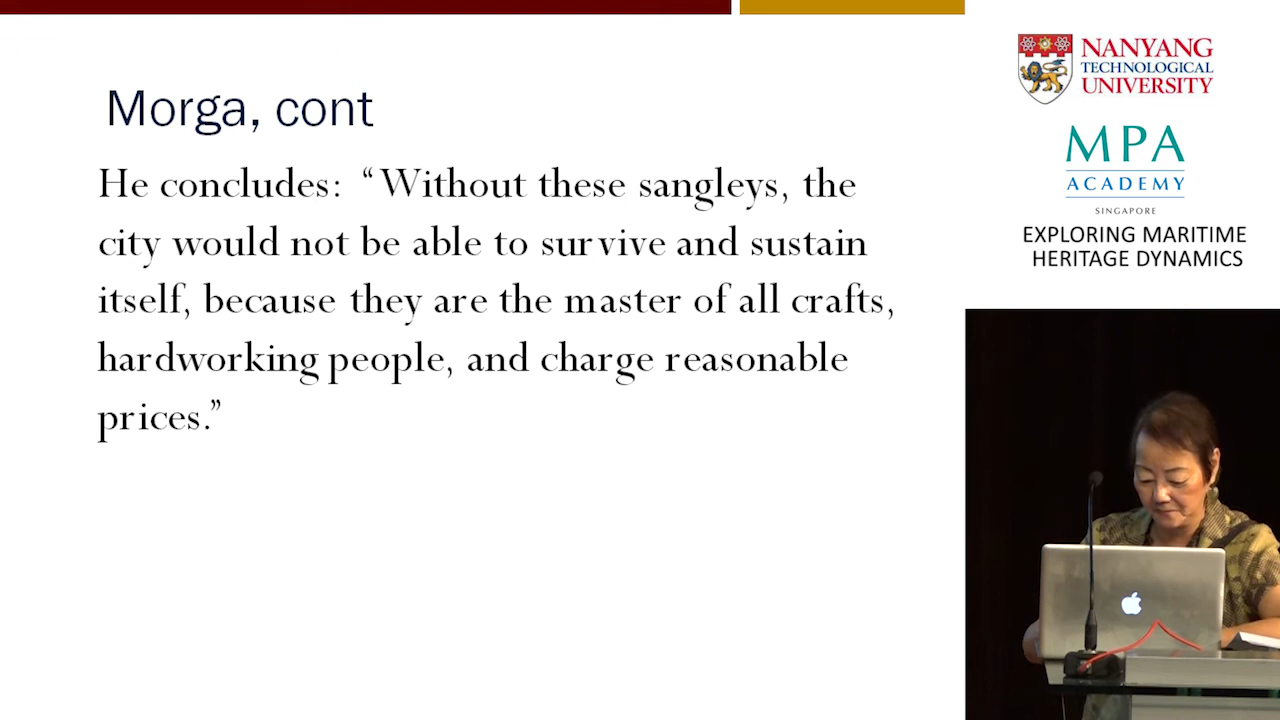 Morga, cont
He concludes:  “Without these sangleys, the
city would not be able to survive and sustain
itself, because they are the master of all crafts,
hardworking people, and charge reasonable
prices.”
NANYANG
TECHNOLOGICAL
UNIVERSITY
MPA
ACADEMY
SINGAPORE
EXPLORING MARITIME
HERITAGE DYNAMICS